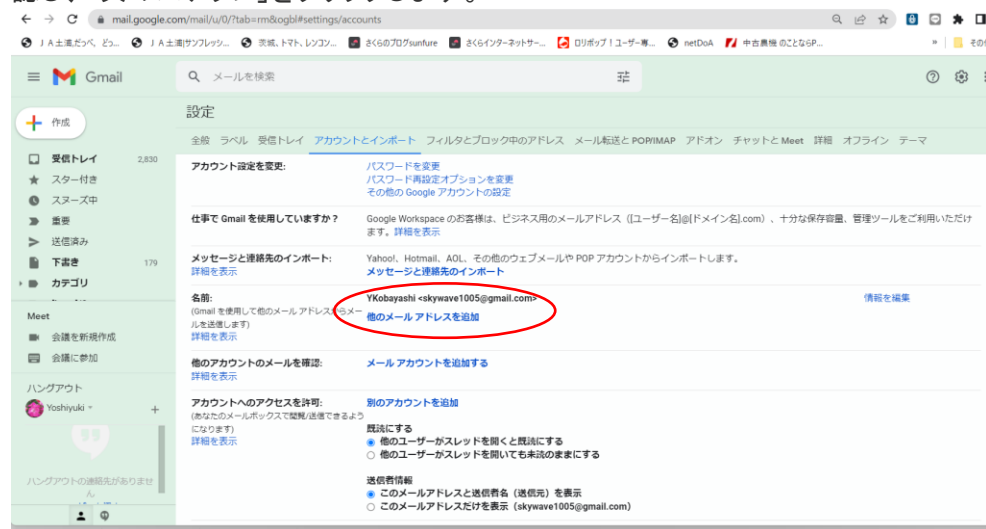 mail.google.com/mail/u/0/?tab=rm&ogbl#settings/accounts
ＪＡ土浦,だっぺ、どっ... ＪＡ土浦|サンフレッシ... 茨城、トマト、レンコン... さくらのブログsunfure さくらインターネットサー... ロリポップ！ユーザー専... netDoA 中古農機 のことならP... »
Gmail メールを検索
作成
設定
全般 ラベル 受信トレイ アカウントとインポート フィルタとブロック中のアドレス メール転送と POP/IMAP アドオン チャットと Meet 詳細 オフライン テーマ
受信トレイ 2,830
スター付き
スヌーズ中
重要
送信済み
下書き 179
カテゴリ
Meet
会議を新規作成
会議に参加
ハングアウト
Yoshiyuki +
ハングアウトの連絡先がありませ
ん
アカウント設定を変更:
パスワードを変更
パスワード再設定オプションを変更
その他の Google アカウントの設定
仕事で Gmail を使用していますか？
Google Workspace のお客様は、ビジネス用のメールアドレス（[ユーザー名]@[ドメイン名].com）、十分な保存容量、管理ツールをご利用いただけ
ます。詳細を表示
メッセージと連絡先のインポート:
詳細を表示
Yahoo!、Hotmail、AOL、その他のウェブメールや POP アカウントからインポートします。
メッセージと連絡先のインポート
名前:
(Gmail を使用して他のメール アドレスからメー
ルを送信します)
詳細を表示
YKobayashi <skywave1005@gmail.com>
情報を編集
他のメール アドレスを追加
他のアカウントのメールを確認:
詳細を表示
メール アカウントを追加する
アカウントへのアクセスを許可:
(あなたのメールボックスで閲覧/送信できるよう
になります)
詳細を表示
別のアカウントを追加
既読にする
他のユーザーがスレッドを開くと既読にする
他のユーザーがスレッドを開いても未読のままにする
送信者情報
このメールアドレスと送信者名（送信元）を表示
このメールアドレスだけを表示（skywave1005@gmail.com）